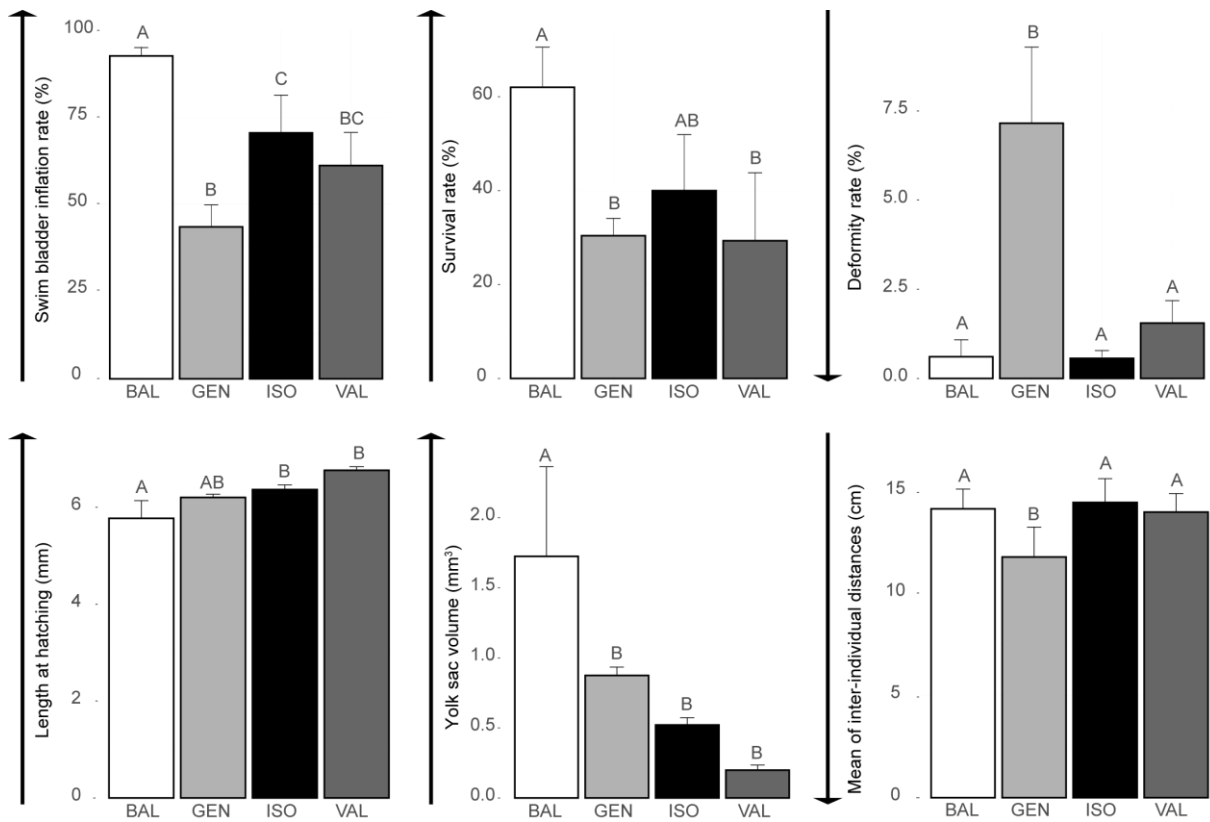 Swim bladder inflation rate (%)
100
75
50
25
0
A
B
C
BC
BAL GEN ISO VAL
Survival rate (%)
60
40
20
0
A
B
AB
B
BAL GEN ISO VAL
Deformity rate (%)
7.5
5.0
2.5
0.0
A
B
A
A
BAL GEN ISO VAL
Length at hatching (mm)
6
4
2
0
A
AB
B
B
BAL GEN ISO VAL
Yolk sac volume (mm³)
2.0
1.5
1.0
0.5
0.0
A
B
B
B
BAL GEN ISO VAL
Mean of inter-individual distances (cm)
15
10
5
0
A
B
A
A
BAL GEN ISO VAL